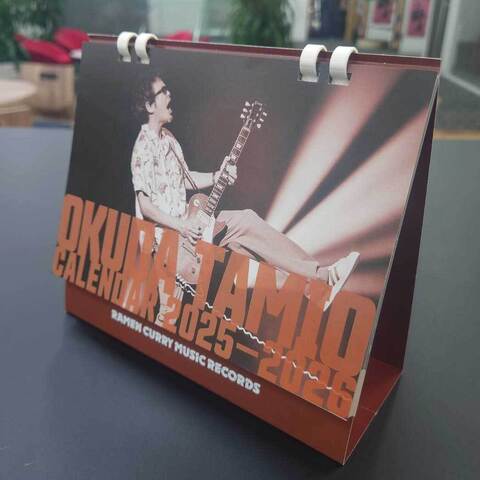 OKUDA TAMIO
CALENDAR 2025-2026
RAMEN CURRY MUSIC RECORDS